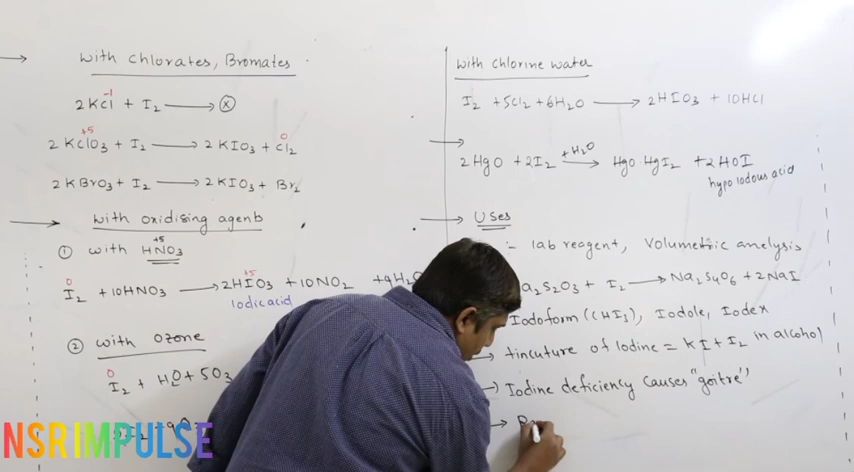 With Chlorates, Bromates
2KCl⁻¹ + I₂ ⟶ ⓧ
+5 0
2KClO₃ + I₂ ⟶ 2KIO₃ + Cl₂
2KBrO₃ + I₂ ⟶ 2KIO₃ + Br₂
⟶ With oxidising agents
① with HNO₃
+5
0 +5
I₂ + 10HNO₃ ⟶ 2HIO₃ + 10NO₂ + 4H₂O
Iodic acid
② with Ozone
0
I₂ + H₂O + 5O₃
NSRIMPULSE
with chlorine water
I₂ + 5Cl₂ + 6H₂O ⟶ 2HIO₃ + 10HCl
2HgO + 2I₂ +H₂O ⟶ HgO·HgI₂ + 2HOI
hypo Iodous acid
⟶ Uses
lab reagent, Volumetric analysis
a₂S₂O₃ + I₂ ⟶ Na₂S₄O₆ + 2NaI
Iodoform (CHI₃), Iodole, Iodex
→ tincuture of Iodine = KI + I₂ in alcohol
→ Iodine deficiency causes "goitre"